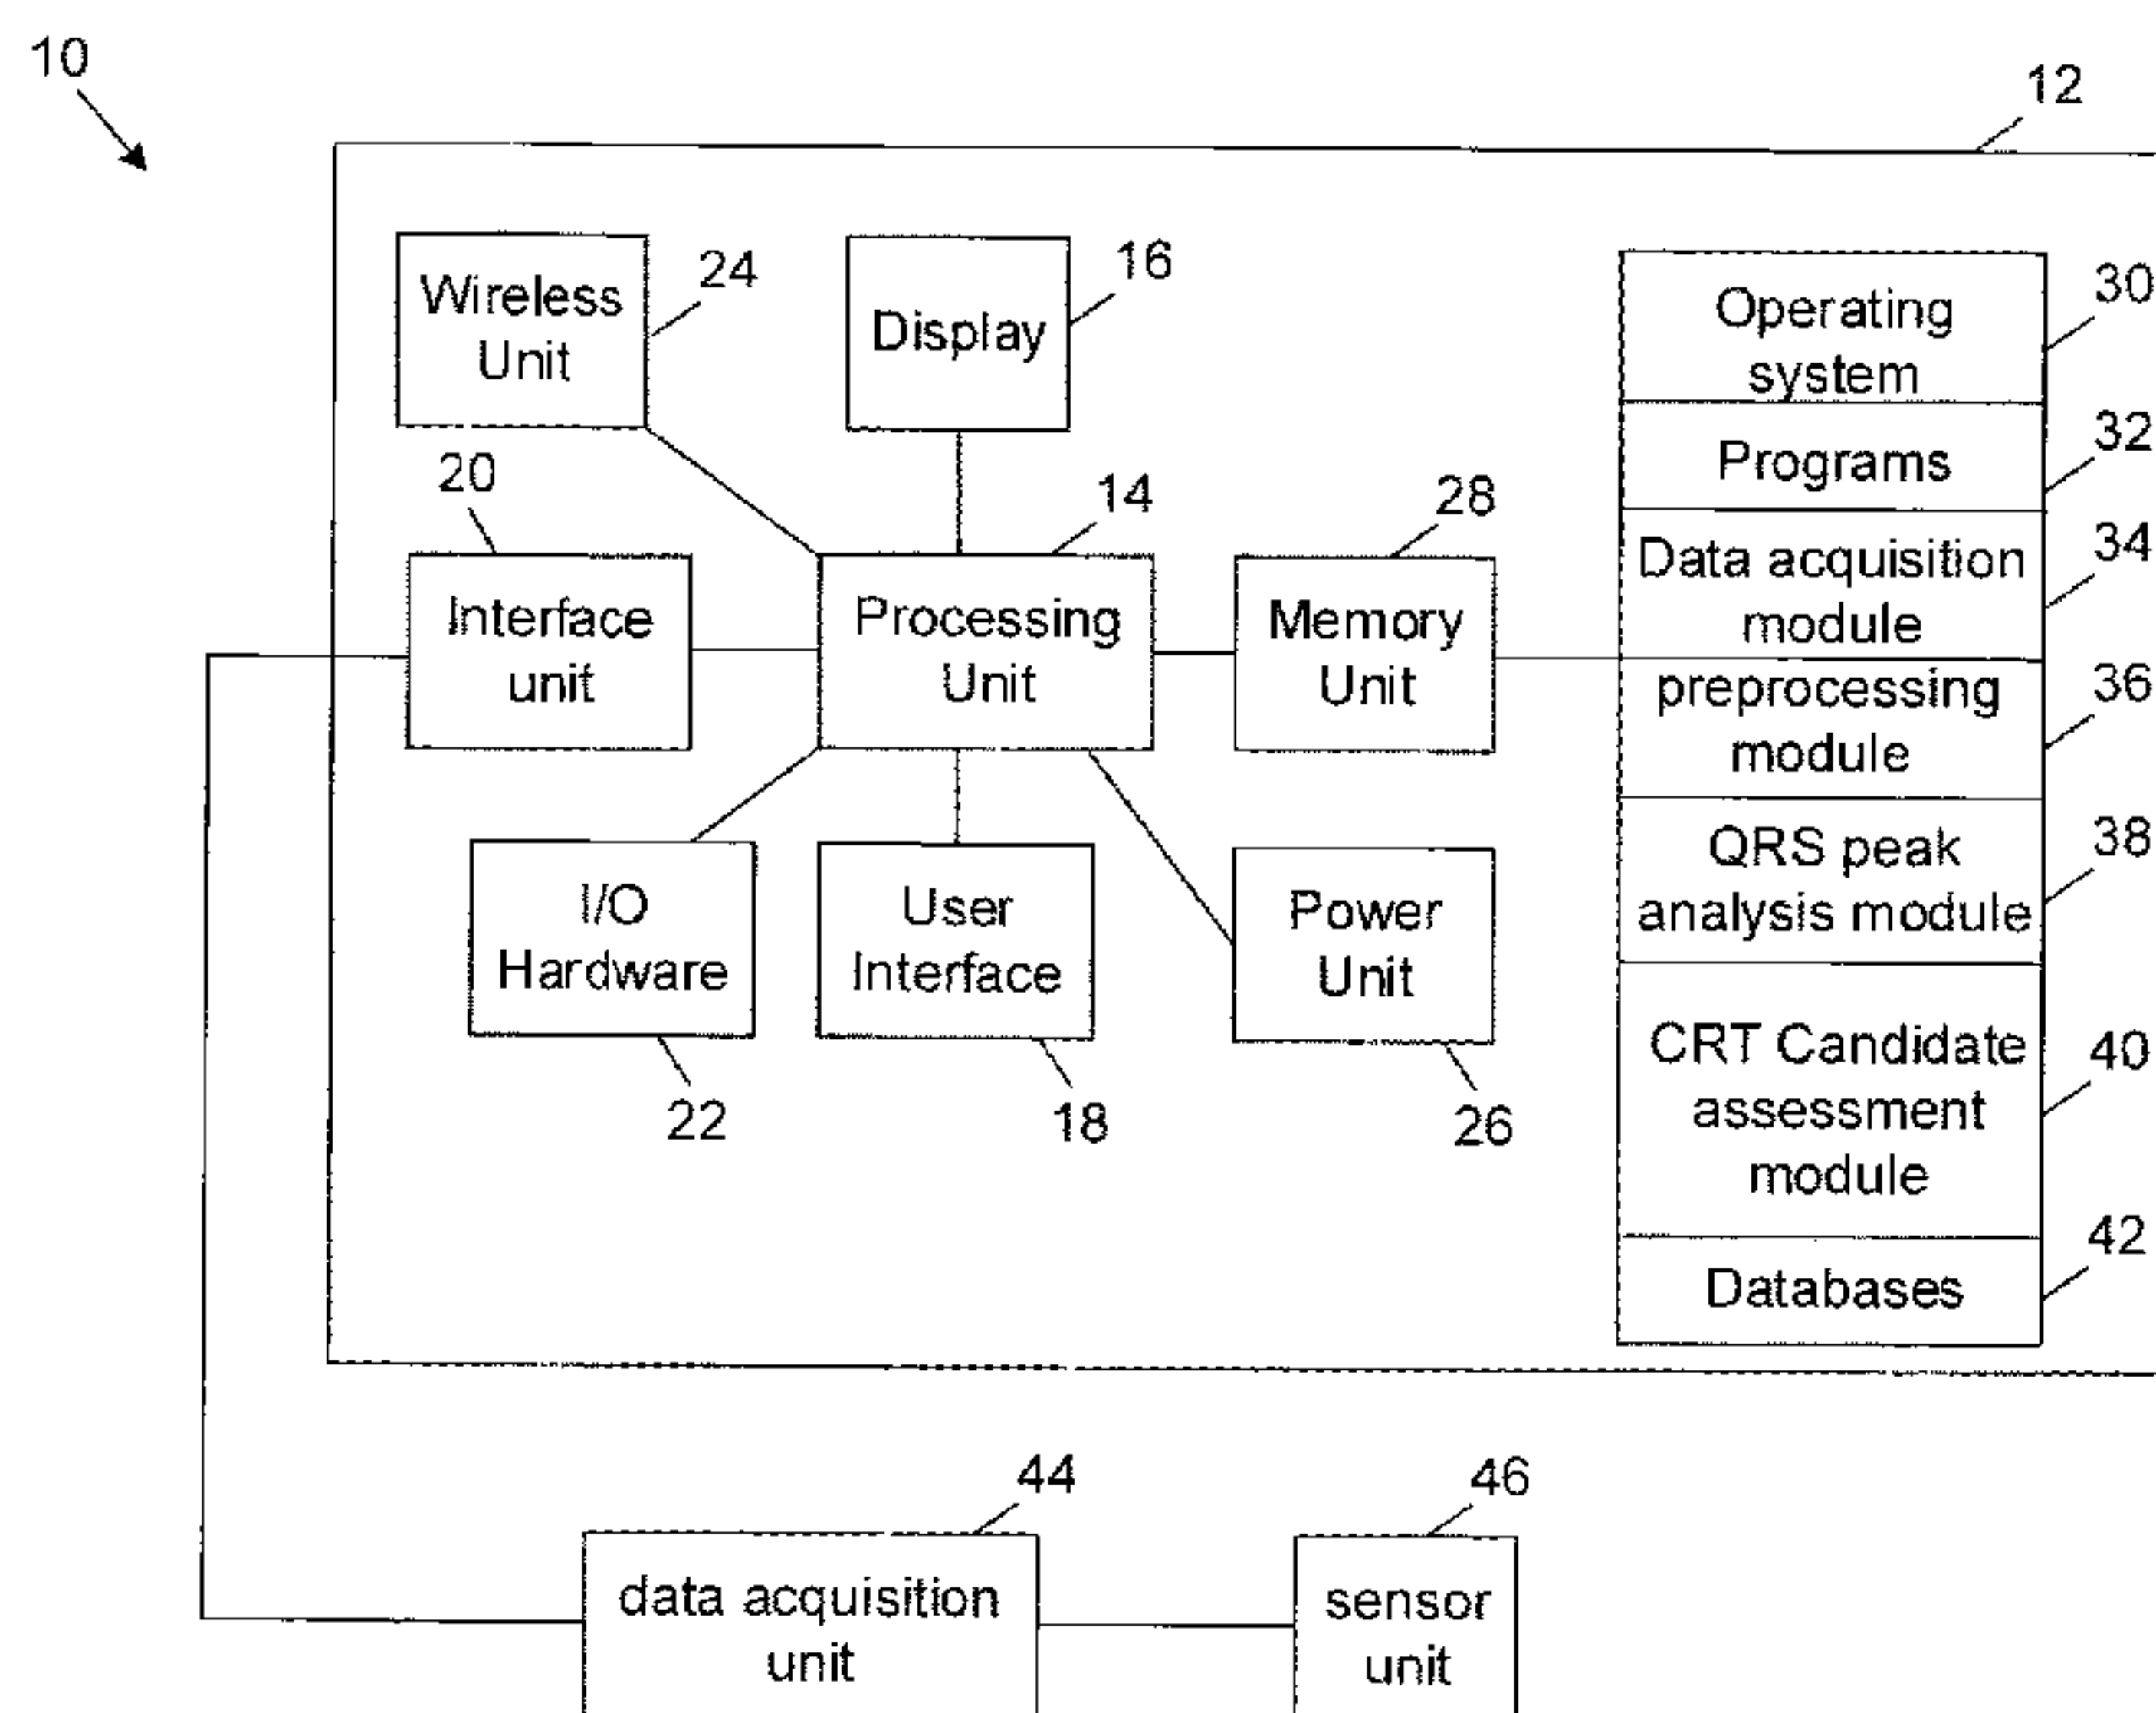 10
12
Wireless
Unit
24
Display
16
Operating
system
30
Programs
32
20
14
28
Interface
unit
Processing
Unit
Memory
Unit
Data acquisition
module
34
preprocessing
module
36
QRS peak
analysis module
38
I/O
Hardware
22
User
Interface
18
Power
Unit
26
CRT Candidate
assessment
module
40
Databases
42
44
46
data acquisition
unit
sensor
unit